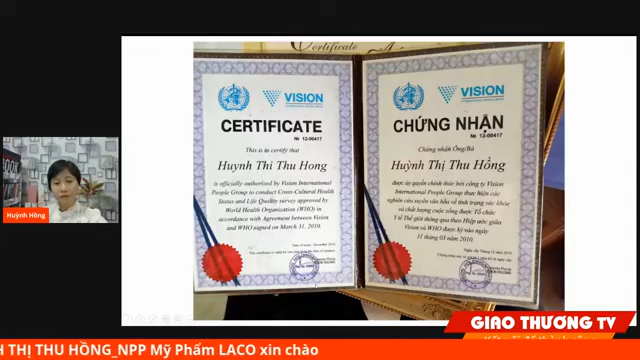 Certificate
VISION
CERTIFICATE
№ 12-00417
This is to certify that
Huynh Thi Thu Hong
is officially authorized by Vision International
People Group to conduct Cross-Cultural Health
Status and Life Quality survey approved by
World Health Organization (WHO) in
accordance with Agreement between Vision
and WHO signed on March 31, 2010.
VISION
CHỨNG NHẬN
№ 12-00417
Chứng nhận Ông/Bà
Huỳnh Thị Thu Hồng
được ủy quyền chính thức bởi công ty Vision
International People Group thực hiện các
nghiên cứu xuyên văn hóa về tình trạng sức khỏe
và chất lượng cuộc sống được Tổ chức
Y tế Thế giới thông qua theo Hiệp ước giữa
Vision và WHO được ký vào ngày
31 tháng 03 năm 2010.
Huỳnh Hồng
GIAO THƯƠNG TV
H THỊ THU HỒNG_NPP Mỹ Phẩm LACO xin chào